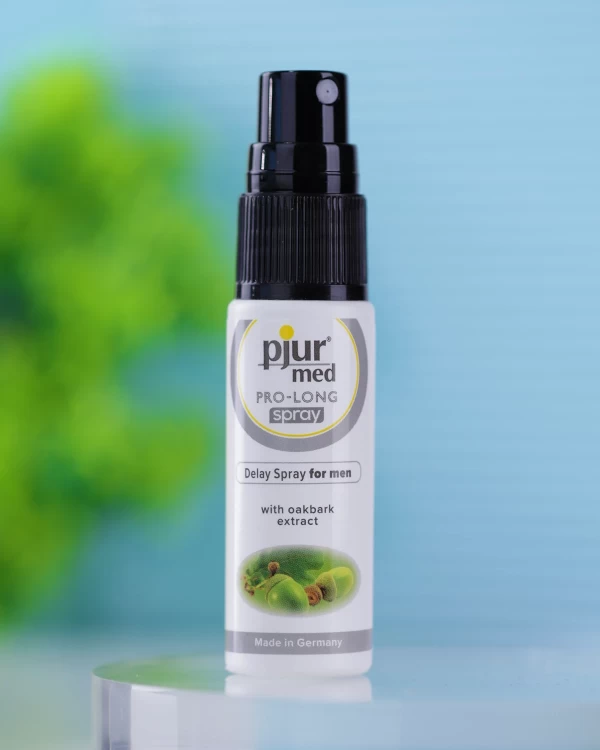 pjur®
med
PRO-LONG
spray
Delay Spray for men
with oakbark
extract
Made in Germany